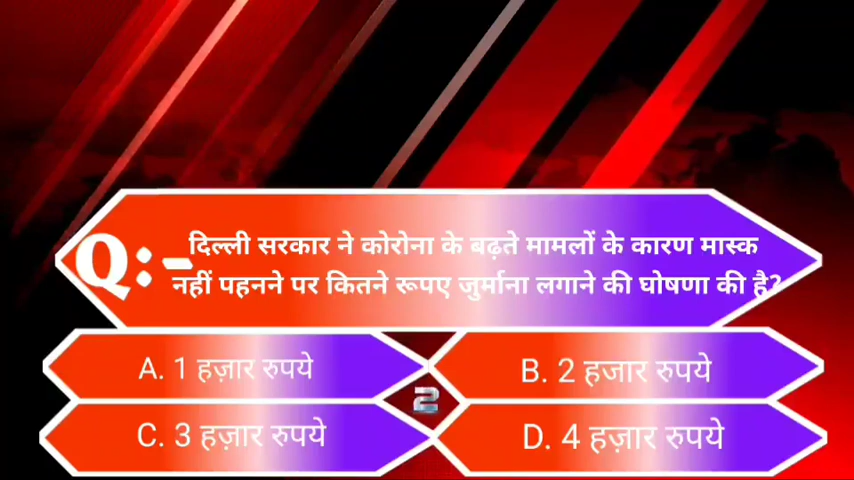 Q:-दिल्ली सरकार ने कोरोना के बढ़ते मामलों के कारण मास्क
नहीं पहनने पर कितने रूपए जुर्माना लगाने की घोषणा की है?
A. 1 हज़ार रुपये
B. 2 हजार रुपये
2
C. 3 हज़ार रुपये
D. 4 हज़ार रुपये